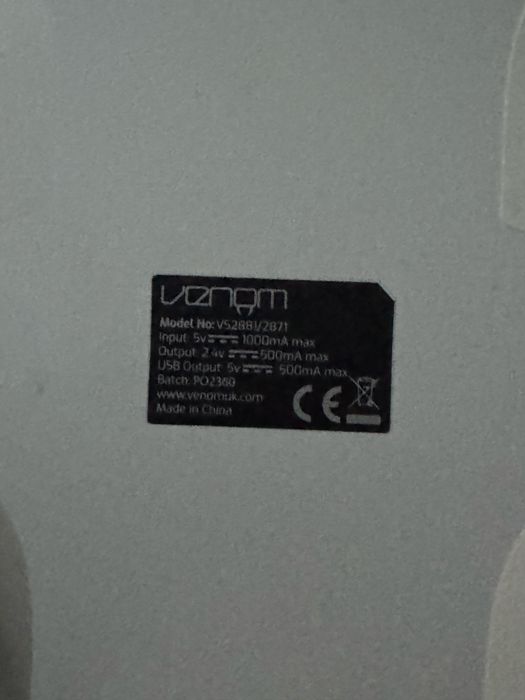 venom
Model No: VS2881/2871
Input: 5v 1000mA max
Output: 2.4v 500mA max
USB Output: 5v 500mA max
Batch: PO2360
www.venomuk.com
Made in China
CE